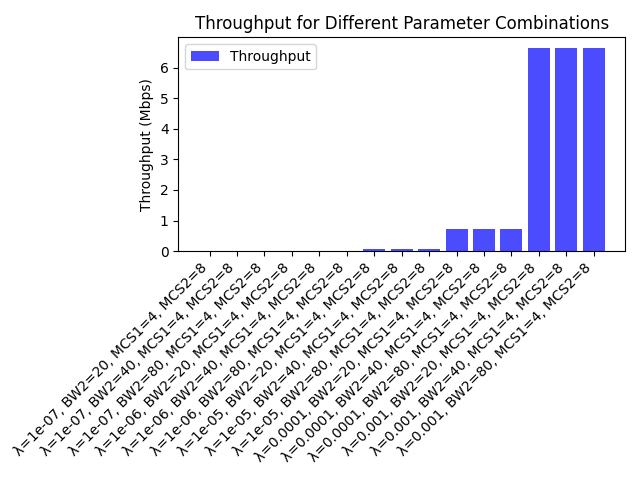 Throughput for Different Parameter Combinations
Throughput
Throughput (Mbps)
6
5
4
3
2
1
0
λ=1e-07, BW2=20, MCS1=4, MCS2=8
λ=1e-07, BW2=40, MCS1=4, MCS2=8
λ=1e-07, BW2=80, MCS1=4, MCS2=8
λ=1e-06, BW2=20, MCS1=4, MCS2=8
λ=1e-06, BW2=40, MCS1=4, MCS2=8
λ=1e-06, BW2=80, MCS1=4, MCS2=8
λ=1e-05, BW2=20, MCS1=4, MCS2=8
λ=1e-05, BW2=40, MCS1=4, MCS2=8
λ=1e-05, BW2=80, MCS1=4, MCS2=8
λ=0.0001, BW2=20, MCS1=4, MCS2=8
λ=0.0001, BW2=40, MCS1=4, MCS2=8
λ=0.0001, BW2=80, MCS1=4, MCS2=8
λ=0.001, BW2=20, MCS1=4, MCS2=8
λ=0.001, BW2=40, MCS1=4, MCS2=8
λ=0.001, BW2=80, MCS1=4, MCS2=8